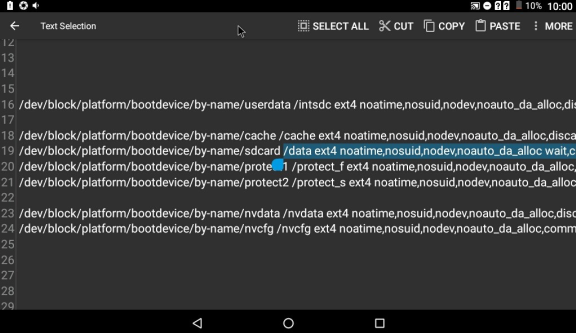 10% 10:00
Text Selection SELECT ALL CUT COPY PASTE MORE
12
13
14
15
16 /dev/block/platform/bootdevice/by-name/userdata /intsdc ext4 noatime,nosuid,nodev,noauto_da_alloc,dis
18 /dev/block/platform/bootdevice/by-name/cache /cache ext4 noatime,nosuid,nodev,noauto_da_alloc,disca
19 /dev/block/platform/bootdevice/by-name/sdcard /data ext4 noatime,nosuid,nodev,noauto_da_alloc wait,c
20 /dev/block/platform/bootdevice/by-name/prote 1 /protect_f ext4 noatime,nosuid,nodev,noauto_da_alloc,
21 /dev/block/platform/bootdevice/by-name/protect2 /protect_s ext4 noatime,nosuid,nodev,noauto_da_alloc
22
23 /dev/block/platform/bootdevice/by-name/nvdata /nvdata ext4 noatime,nosuid,nodev,noauto_da_alloc,disc
24 /dev/block/platform/bootdevice/by-name/nvcfg /nvcfg ext4 noatime,nosuid,nodev,noauto_da_alloc,comm
25
26
27
28
29